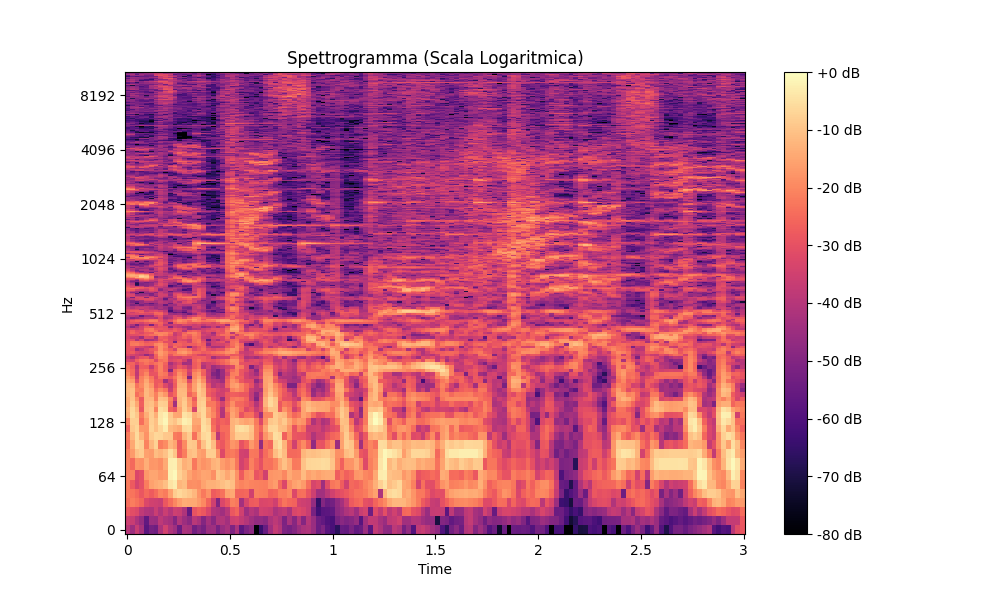 Spettrogramma (Scala Logaritmica)
Hz
8192
4096
2048
1024
512
256
128
64
0
0 0.5 1 1.5 2 2.5 3
Time
+0 dB
-10 dB
-20 dB
-30 dB
-40 dB
-50 dB
-60 dB
-70 dB
-80 dB